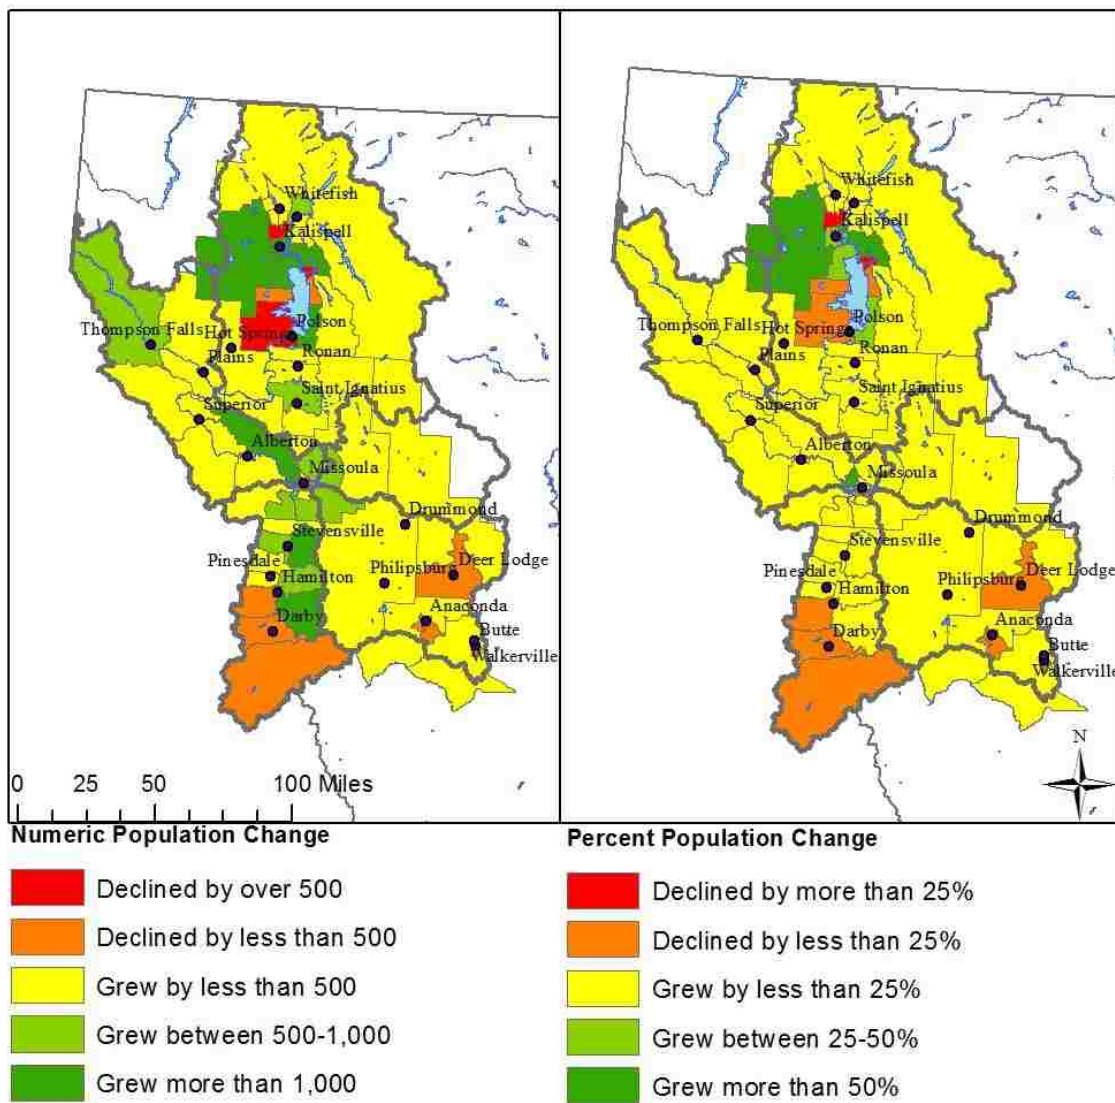 Whitefish
Kalispell
Polson
Thompson Falls
Hot Spring
Plains
Ronan
Saint Ignatius
Superior
Alberton
Missoula
Drummond
Stevensville
Pinesdale
Hamilton
Philipsburg
Deer Lodge
Darby
Anaconda
Butte
Walkerville
0 25 50 100 Miles
Whitefish
Kalispell
Polson
Thompson Falls
Hot Spring
Plains
Ronan
Saint Ignatius
Superior
Alberton
Missoula
Drummond
Stevensville
Pinesdale
Hamilton
Philipsburg
Deer Lodge
Darby
Anaconda
Butte
Walkerville
N
Numeric Population Change
Declined by over 500
Declined by less than 500
Grew by less than 500
Grew between 500-1,000
Grew more than 1,000
Percent Population Change
Declined by more than 25%
Declined by less than 25%
Grew by less than 25%
Grew between 25-50%
Grew more than 50%